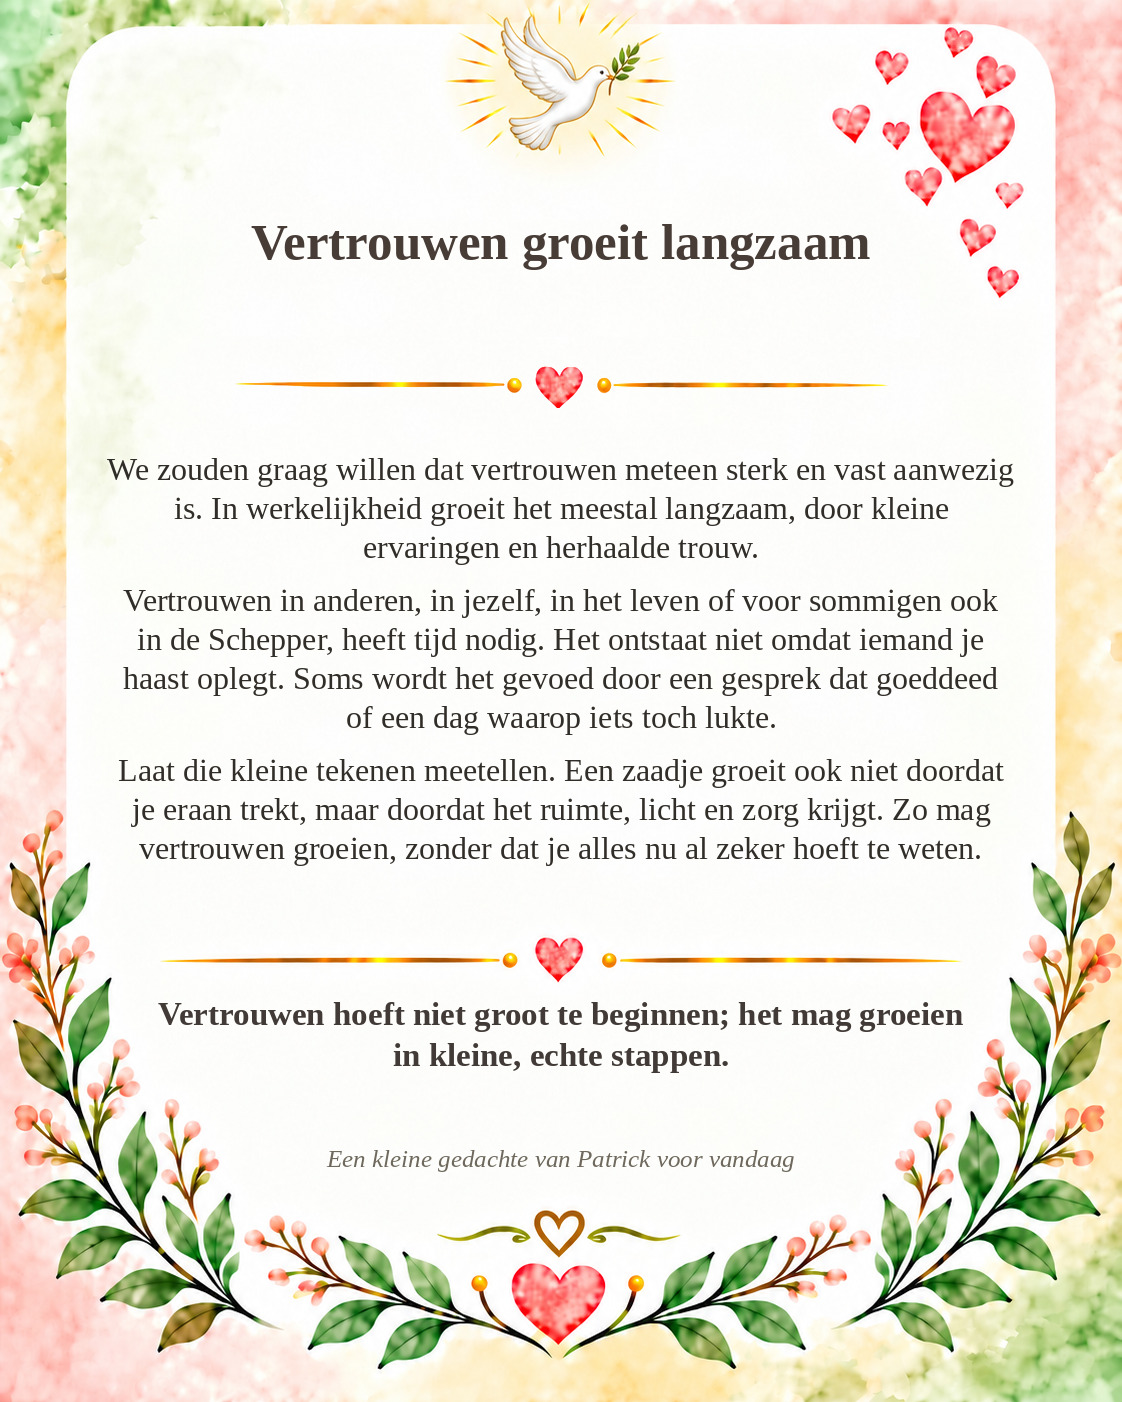 Vertrouwen groeit langzaam
We zouden graag willen dat vertrouwen meteen sterk en vast aanwezig
is. In werkelijkheid groeit het meestal langzaam, door kleine
ervaringen en herhaalde trouw.
Vertrouwen in anderen, in jezelf, in het leven of voor sommigen ook
in de Schepper, heeft tijd nodig. Het ontstaat niet omdat iemand je
haast oplegt. Soms wordt het gevoed door een gesprek dat goeddeed
of een dag waarop iets toch lukte.
Laat die kleine tekenen meetellen. Een zaadje groeit ook niet doordat
je eraan trekt, maar doordat het ruimte, licht en zorg krijgt. Zo mag
vertrouwen groeien, zonder dat je alles nu al zeker hoeft te weten.
Vertrouwen hoeft niet groot te beginnen; het mag groeien
in kleine, echte stappen.
Een kleine gedachte van Patrick voor vandaag